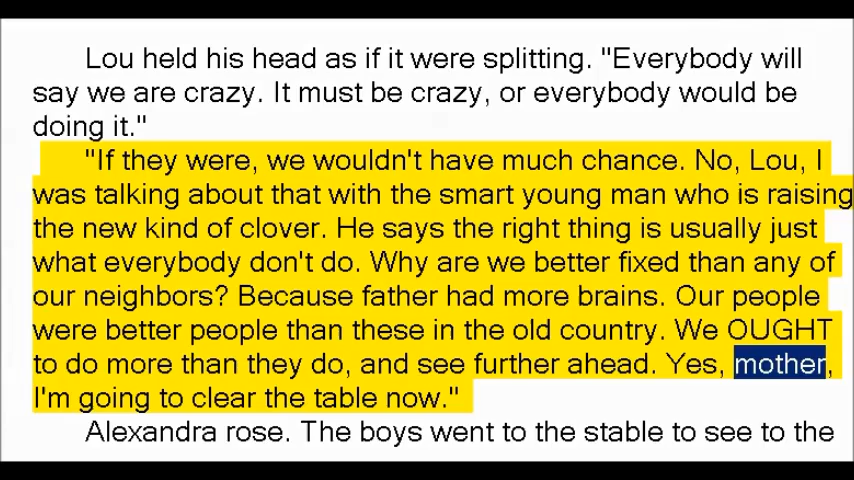 Lou held his head as if it were splitting. "Everybody will
say we are crazy. It must be crazy, or everybody would be
doing it."
"If they were, we wouldn't have much chance. No, Lou, I
was talking about that with the smart young man who is raising
the new kind of clover. He says the right thing is usually just
what everybody don't do. Why are we better fixed than any of
our neighbors? Because father had more brains. Our people
were better people than these in the old country. We OUGHT
to do more than they do, and see further ahead. Yes, mother,
I'm going to clear the table now."
Alexandra rose. The boys went to the stable to see to the